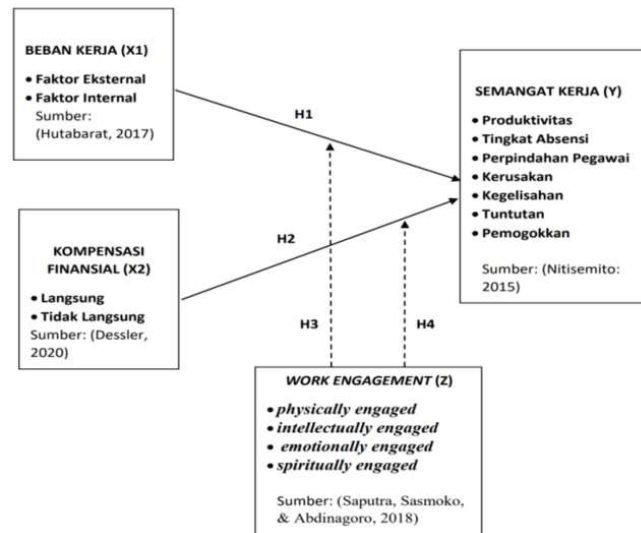 BEBAN KERJA (X1)
• Faktor Eksternal
• Faktor Internal
Sumber:
(Hutabarat, 2017)
H1
SEMANGAT KERJA (Y)
• Produktivitas
• Tingkat Absensi
• Perpindahan Pegawai
• Kerusakan
• Kegelisahan
• Tuntutan
• Pemogokkan
Sumber: (Nitisemito:
2015)
KOMPENSASI
FINANSIAL (X2)
• Langsung
• Tidak Langsung
Sumber: (Dessler,
2020)
H2
H3
H4
WORK ENGAGEMENT (Z)
• physically engaged
• intellectually engaged
• emotionally engaged
• spiritually engaged
Sumber: (Saputra, Sasmoko,
& Abdinagoro, 2018)